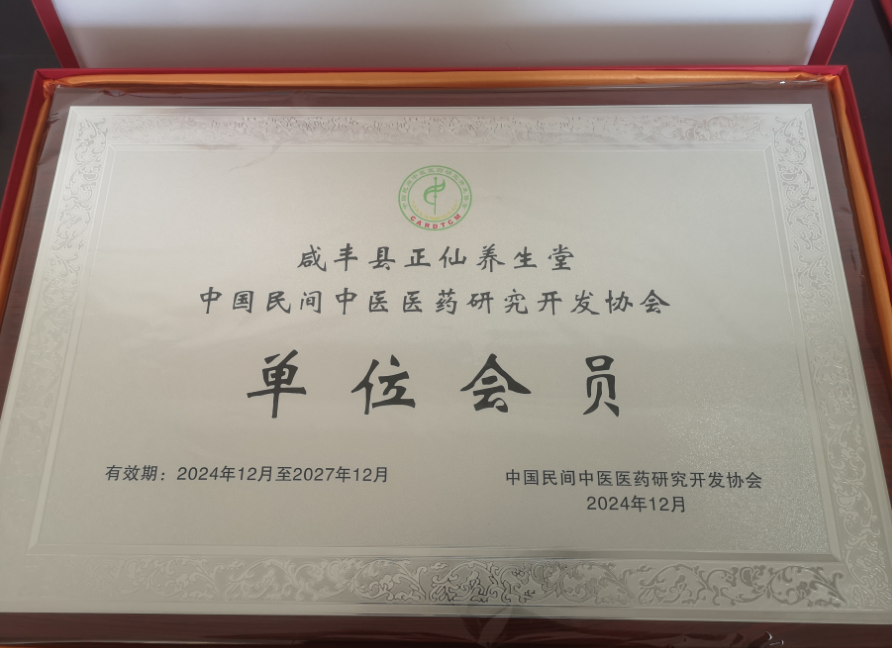 CARDTCM
咸丰县正仙养生堂
中国民间中医医药研究开发协会
单位会员
有效期：2024年12月至2027年12月
中国民间中医医药研究开发协会
2024年12月